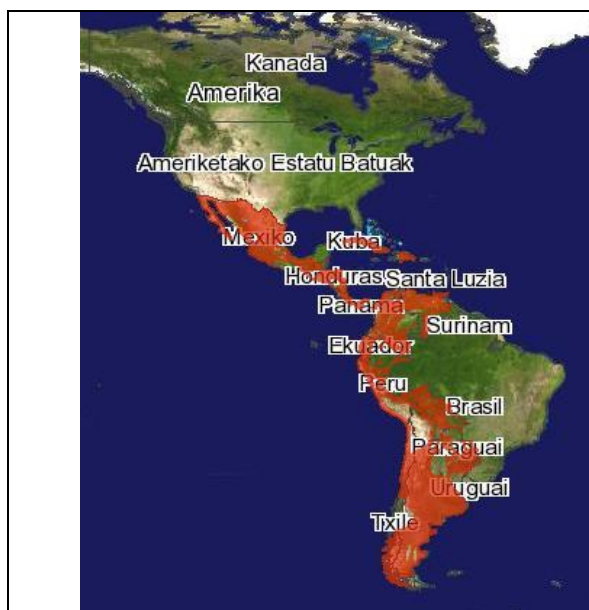 Kanada
Amerika
Ameriketako Estatu Batuak
Mexiko
Kuba
Honduras
Santa Luzia
Panama
Surinam
Ekuador
Peru
Brasil
Paraguai
Uruguai
Txile